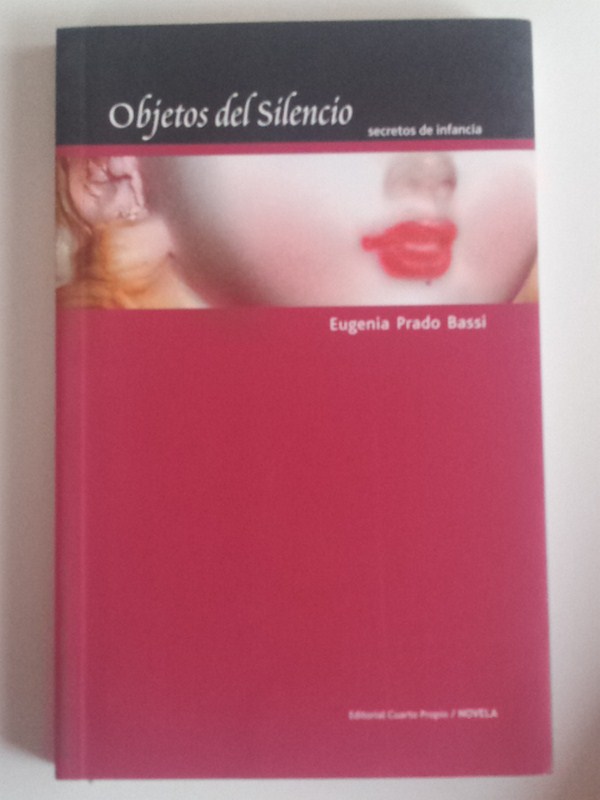 Objetos del Silencio
secretos de infancia
Eugenia Prado Bassi
Editorial Cuarto Propio / NOVELA